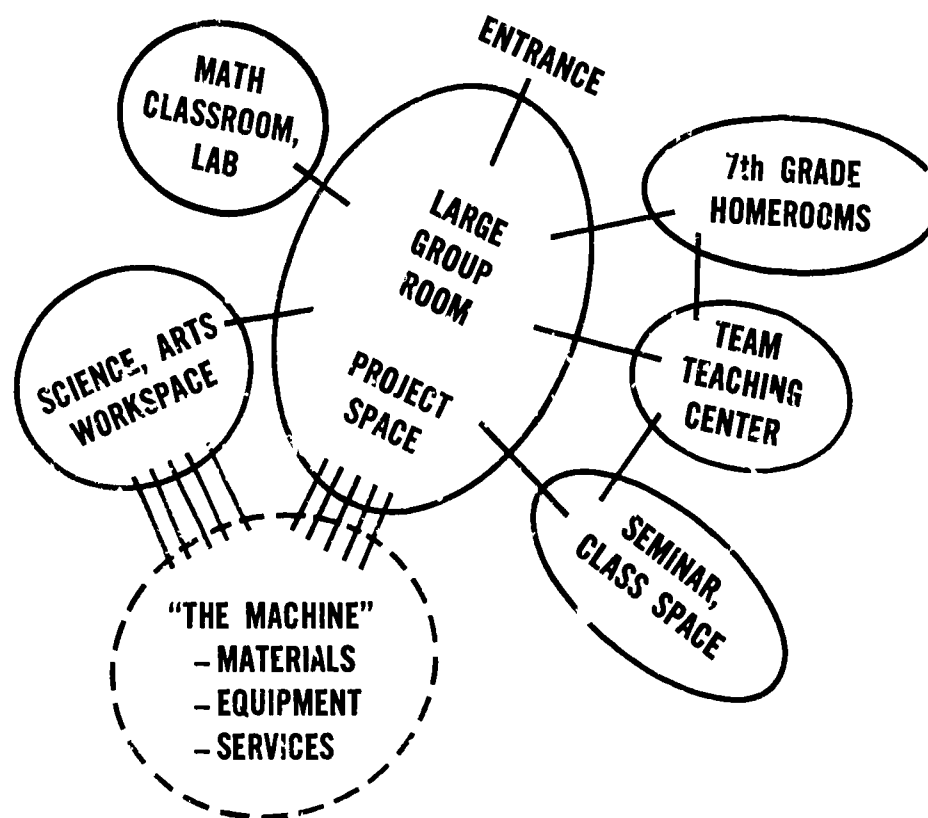 ENTRANCE
MATH
CLASSROOM,
LAB
7th GRADE
HOMEROOMS
LARGE
GROUP
ROOM
PROJECT
SPACE
SCIENCE, ARTS
WORKSPACE
TEAM
TEACHING
CENTER
SEMINAR,
CLASS SPACE
"THE MACHINE"
– MATERIALS
– EQUIPMENT
– SERVICES